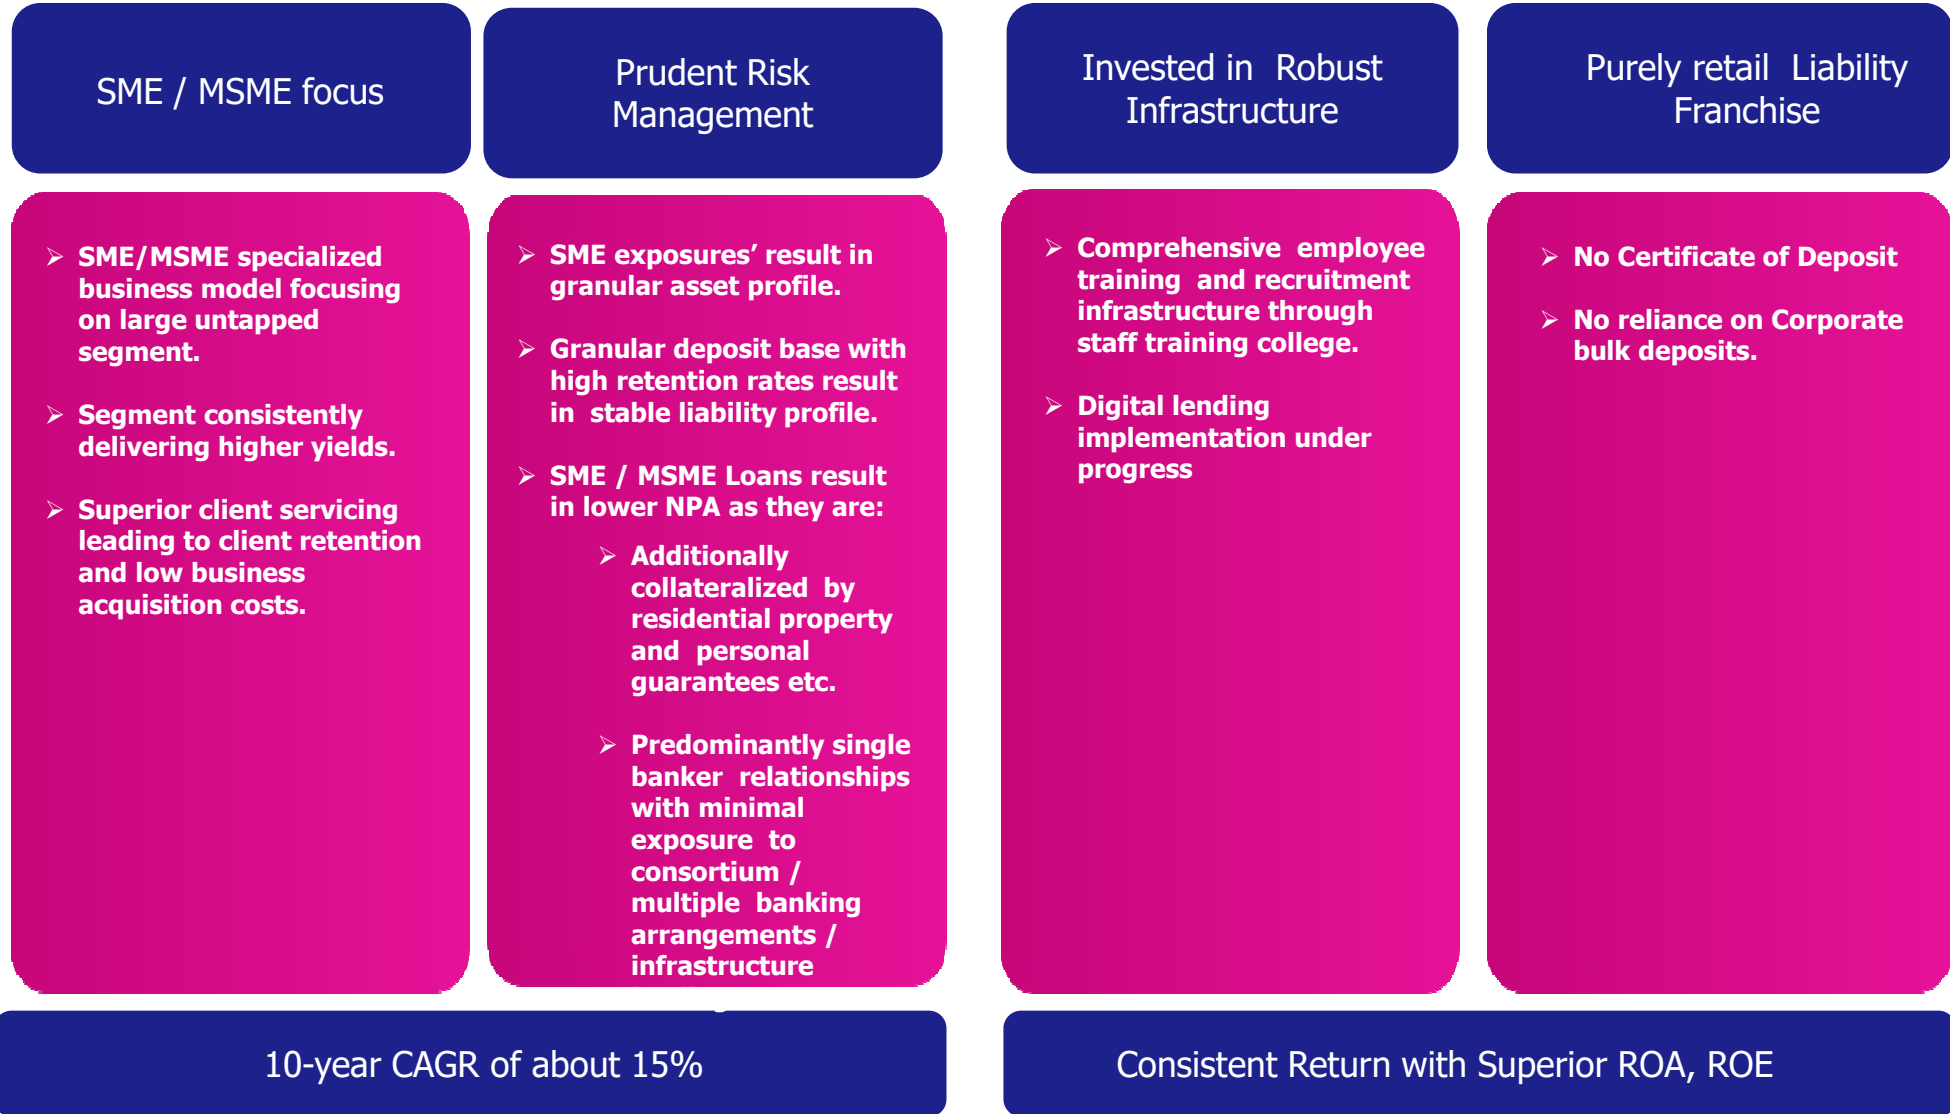 SME / MSME focus
➢ SME/MSME specialized
business model focusing
on large untapped
segment.
➢ Segment consistently
delivering higher yields.
➢ Superior client servicing
leading to client retention
and low business
acquisition costs.
Prudent Risk
Management
➢ SME exposures’ result in
granular asset profile.
➢ Granular deposit base with
high retention rates result
in stable liability profile.
➢ SME / MSME Loans result
in lower NPA as they are:
➢ Additionally
collateralized by
residential property
and personal
guarantees etc.
➢ Predominantly single
banker relationships
with minimal
exposure to
consortium /
multiple banking
arrangements /
infrastructure
Invested in Robust
Infrastructure
➢ Comprehensive employee
training and recruitment
infrastructure through
staff training college.
➢ Digital lending
implementation under
progress
Purely retail Liability
Franchise
➢ No Certificate of Deposit
➢ No reliance on Corporate
bulk deposits.
10-year CAGR of about 15%
Consistent Return with Superior ROA, ROE